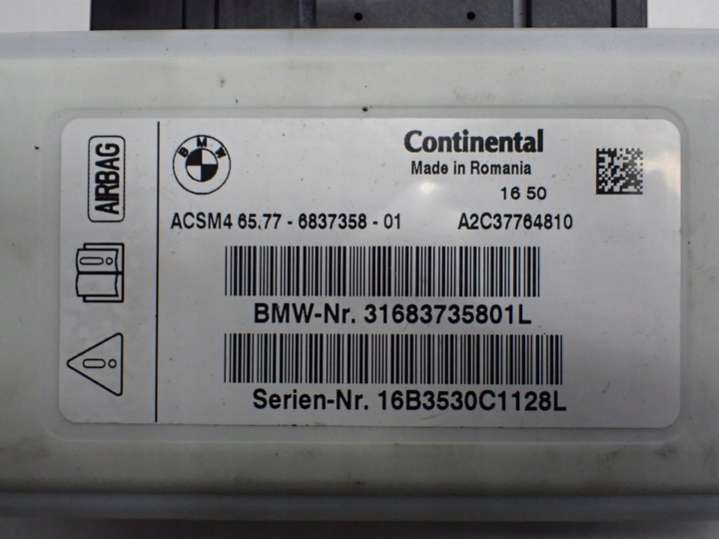 AIRBAG
BMW
Continental
Made in Romania
16 50
ACSM4 65.77 - 6837358 - 01 A2C37764810
BMW-Nr. 31683735801L
Serien-Nr. 16B3530C1128L